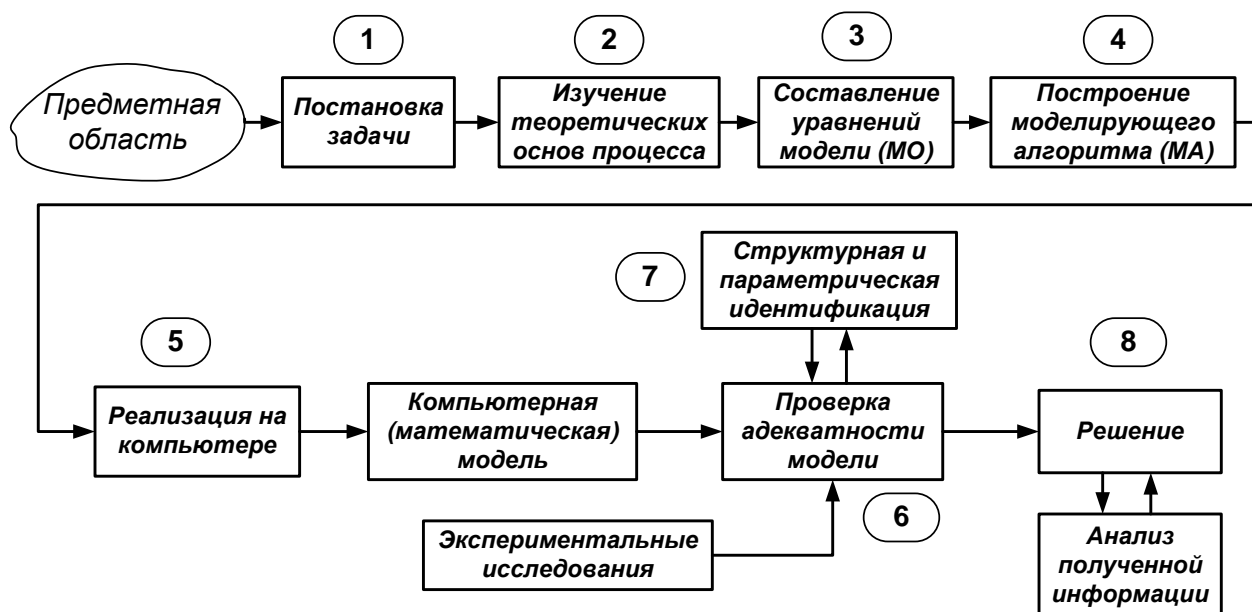 1
2
3
4
Предметная
область
Постановка
задачи
Изучение
теоретических
основ процесса
Составление
уравнений
модели (МО)
Построение
моделирующего
алгоритма (МА)
7
Структурная и
параметрическая
идентификация
5
8
Реализация на
компьютере
Компьютерная
(математическая)
модель
Проверка
адекватности
модели
Решение
6
Экспериментальные
исследования
Анализ
полученной
информации